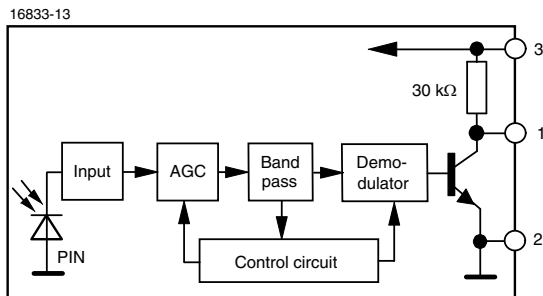 16833-13
3
30 kΩ
1
Input
AGC
Band
pass
Demo-
dulator
2
PIN
Control circuit